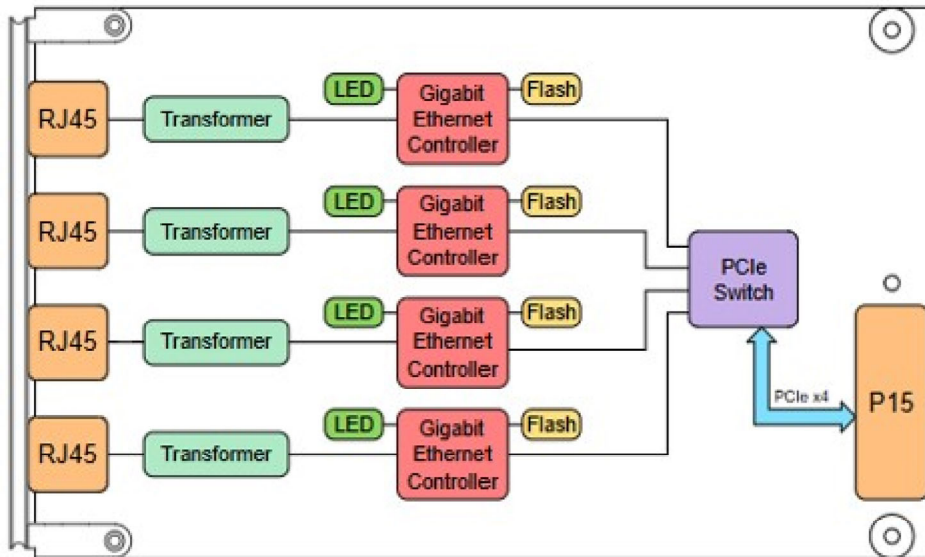 RJ45
Transformer
LED
Gigabit
Ethernet
Controller
Flash
RJ45
Transformer
LED
Gigabit
Ethernet
Controller
Flash
RJ45
Transformer
LED
Gigabit
Ethernet
Controller
Flash
RJ45
Transformer
LED
Gigabit
Ethernet
Controller
Flash
PCIe
Switch
PCIe x4
P15